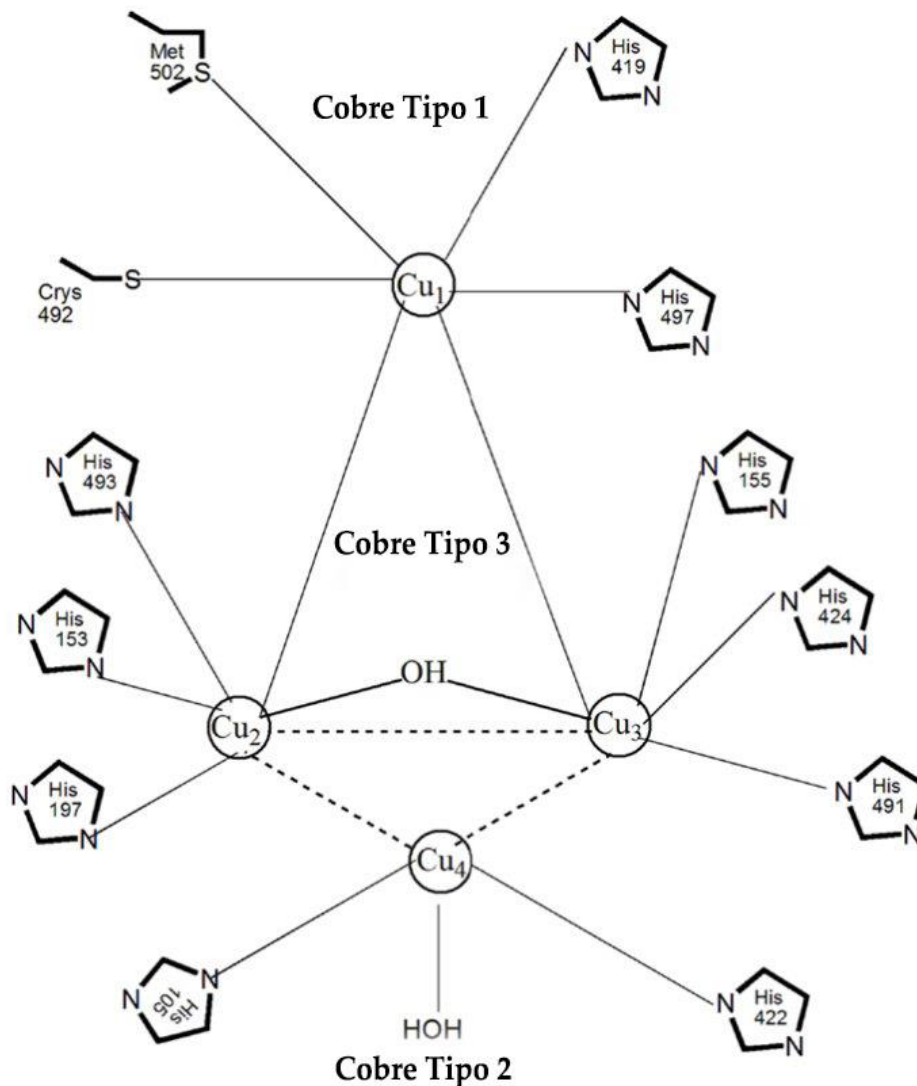 Met
502
S
Cobre Tipo 1
N
His
419
N
Crys
492
S
Cu1
N
His
497
N
N
His
493
N
N
His
155
N
Cobre Tipo 3
N
His
153
N
N
His
424
N
OH
Cu2
Cu3
N
His
197
N
N
His
491
N
Cu4
N
His
105
N
HOH
N
His
422
N
Cobre Tipo 2